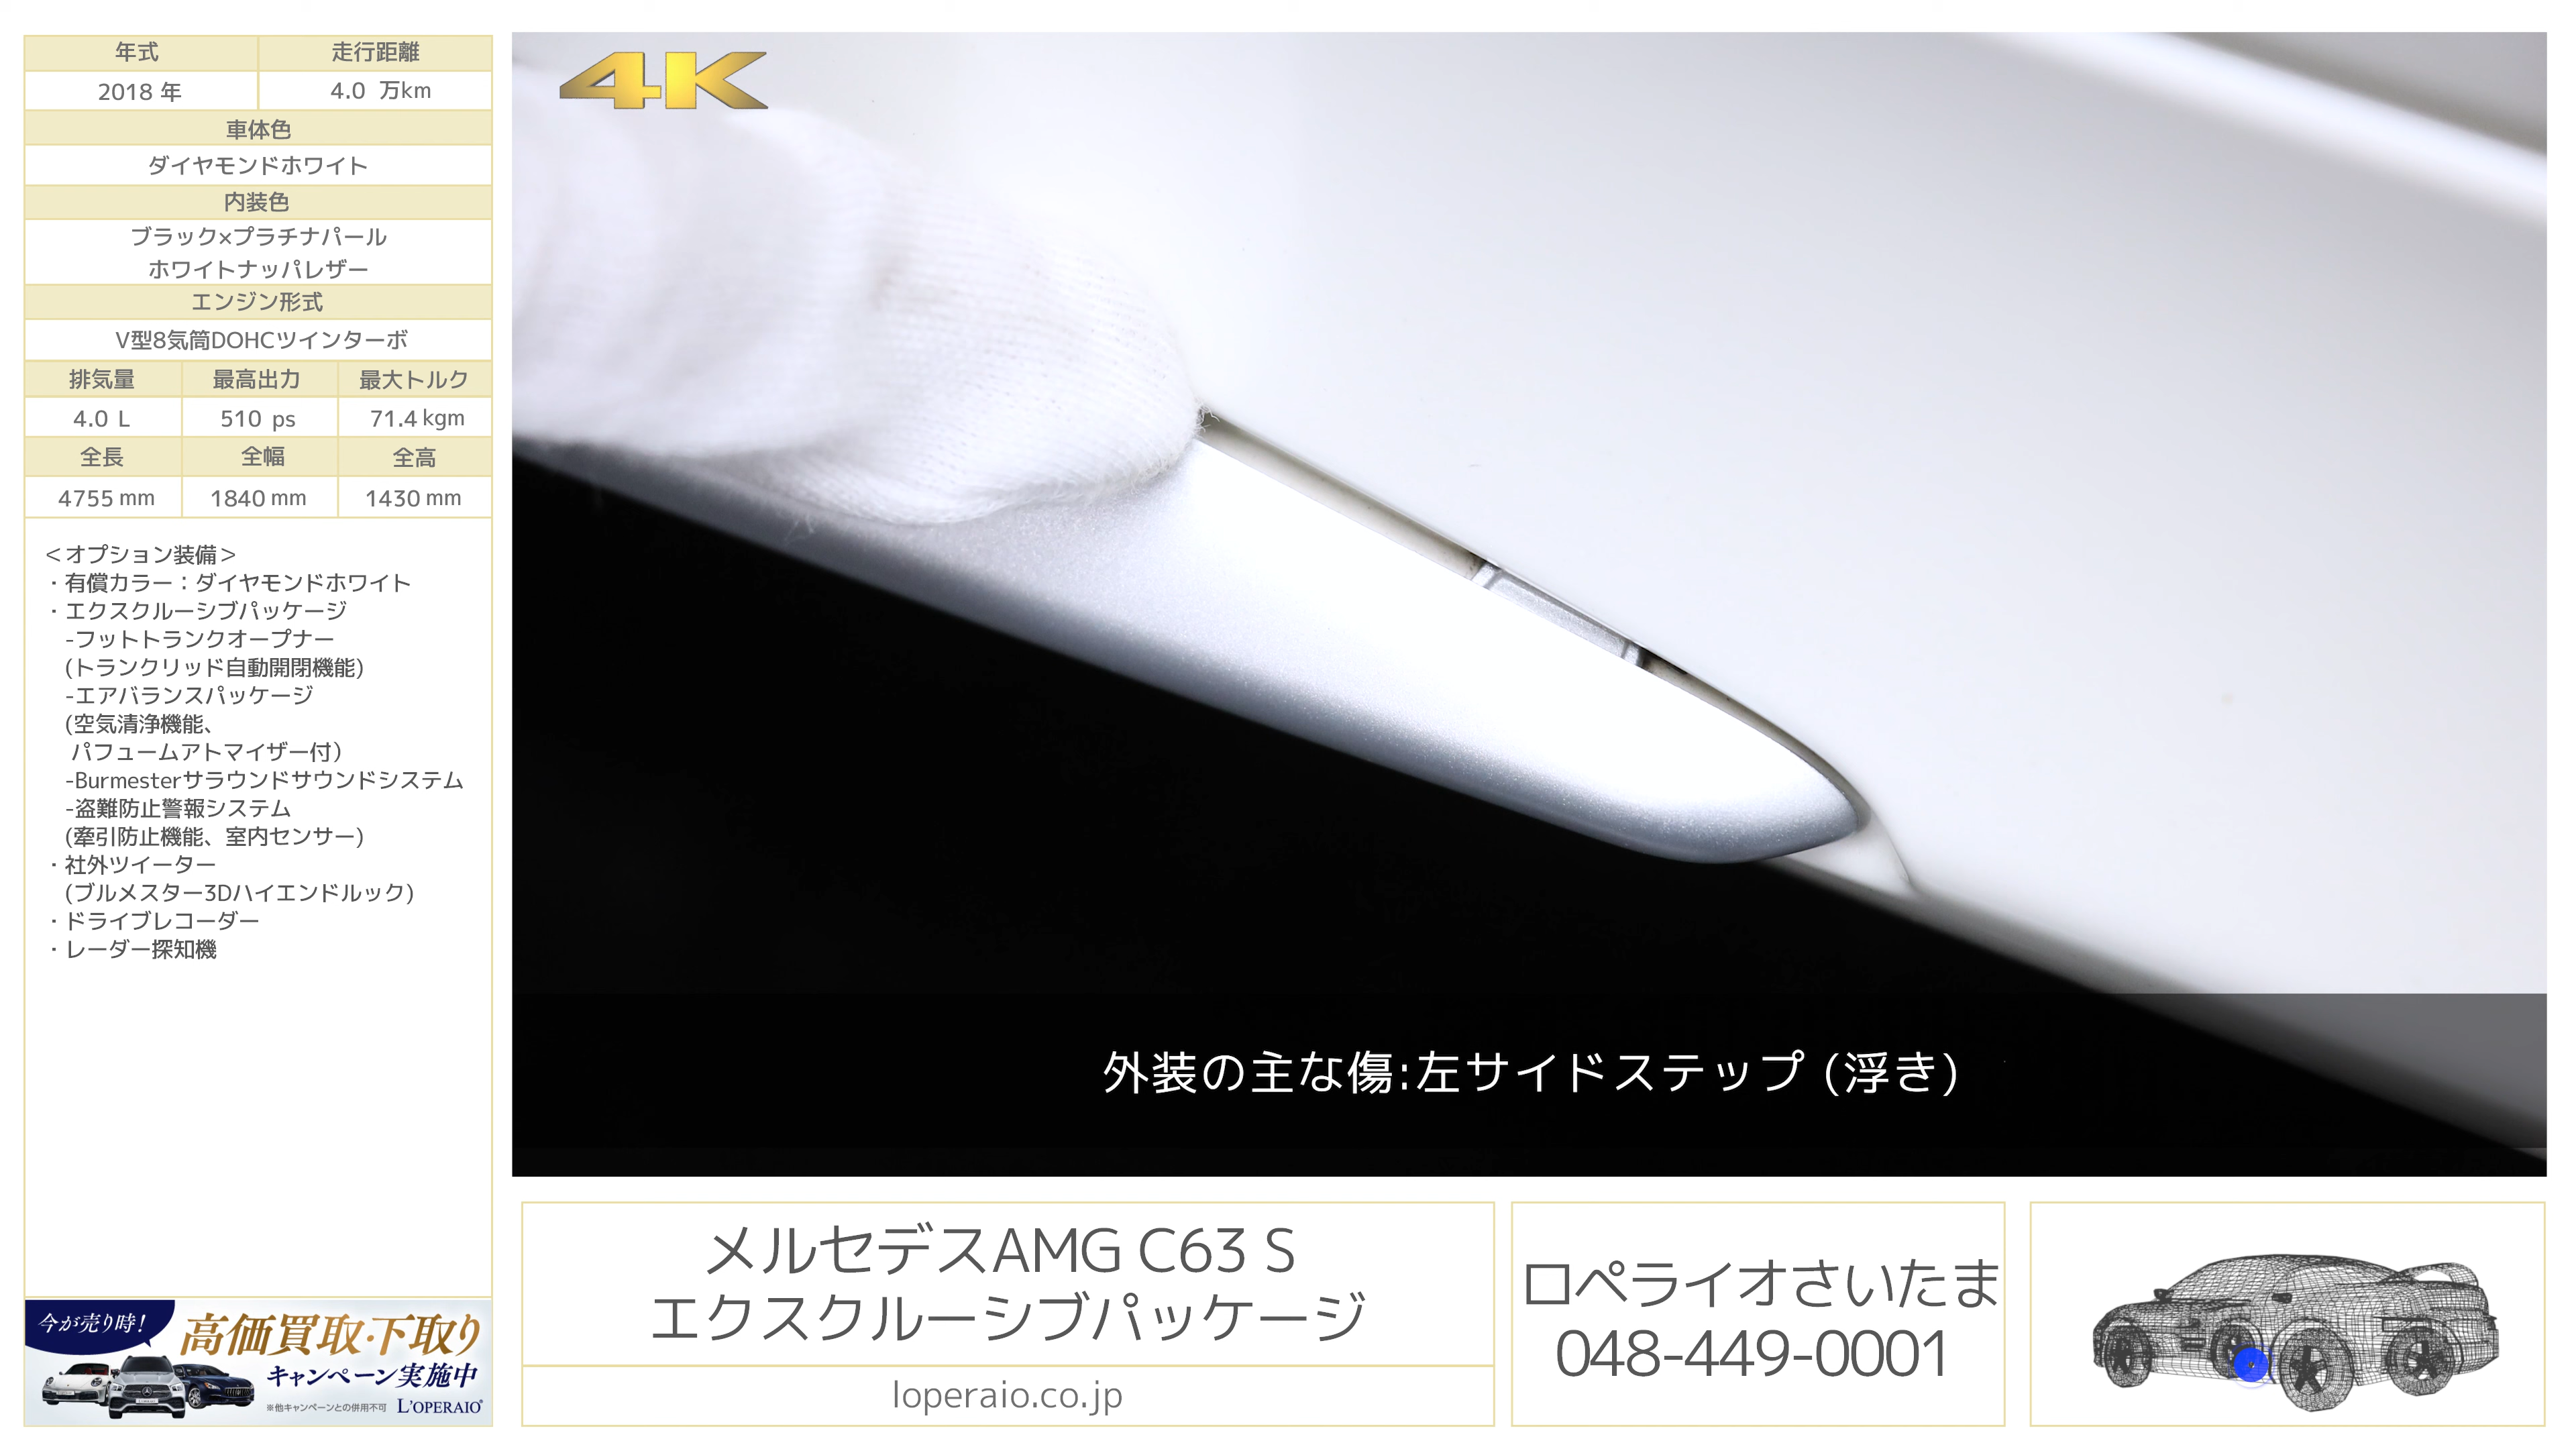 年式 走行距離
2018 年 4.0 万km
車体色
ダイヤモンドホワイト
内装色
ブラック×プラチナパール
ホワイトナッパレザー
エンジン形式
V型8気筒DOHCツインターボ
排気量 最高出力 最大トルク
4.0 L 510 ps 71.4 kgm
全長 全幅 全高
4755 mm 1840 mm 1430 mm
＜オプション装備＞
・有償カラー：ダイヤモンドホワイト
・エクスクルーシブパッケージ
-フットトランクオープナー
(トランクリッド自動開閉機能)
-エアバランスパッケージ
(空気清浄機能、
パフュームアトマイザー付)
-Burmesterサラウンドサウンドシステム
-盗難防止警報システム
(牽引防止機能、室内センサー)
・社外ツイーター
(ブルメスター3Dハイエンドルック)
・ドライブレコーダー
・レーダー探知機
今が売り時！
高価買取・下取り
キャンペーン実施中
※他キャンペーンとの併用不可 L'OPERAIO
4K
外装の主な傷:左サイドステップ (浮き)
メルセデスAMG C63 S
エクスクルーシブパッケージ
loperaio.co.jp
ロペライオさいたま
048-449-0001